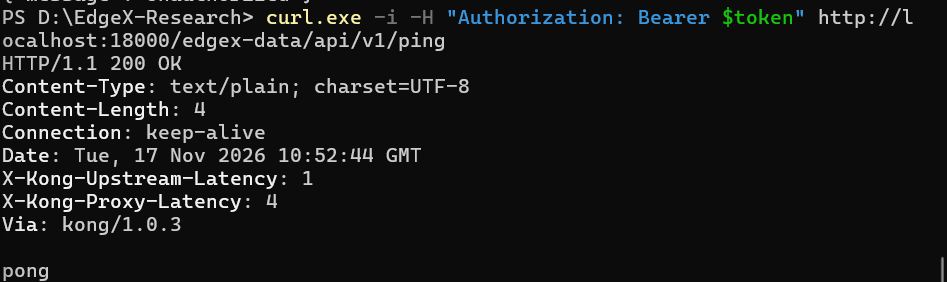 PS D:\EdgeX-Research> curl.exe -i -H "Authorization: Bearer $token" http://l
ocalhost:18000/edgex-data/api/v1/ping
HTTP/1.1 200 OK
Content-Type: text/plain; charset=UTF-8
Content-Length: 4
Connection: keep-alive
Date: Tue, 17 Nov 2026 10:52:44 GMT
X-Kong-Upstream-Latency: 1
X-Kong-Proxy-Latency: 4
Via: kong/1.0.3
pong